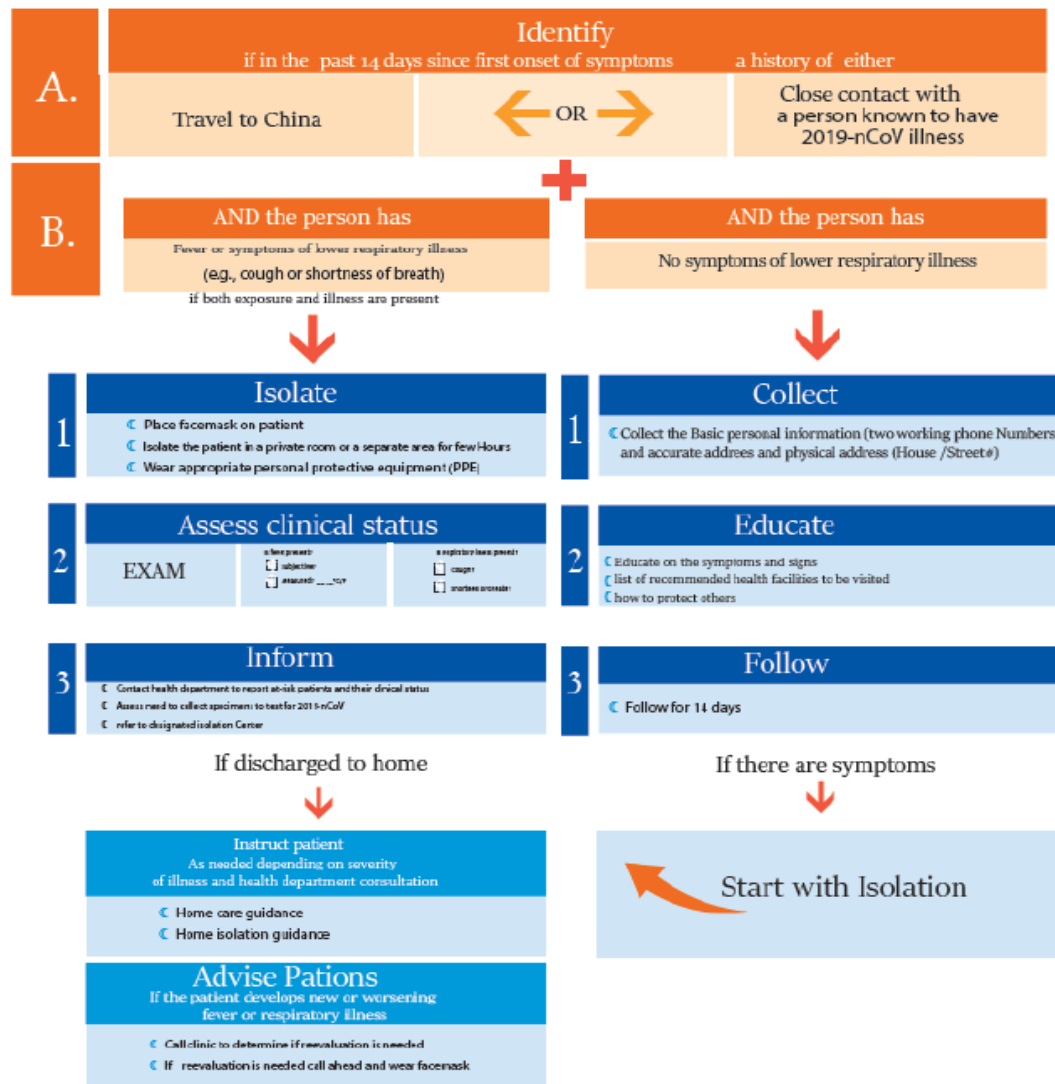 A.
Identify
if in the past 14 days since first onset of symptoms a history of either
Travel to China
OR
Close contact with
a person known to have
2019-nCoV illness
B.
AND the person has
Fever or symptoms of lower respiratory illness
(e.g., cough or shortness of breath)
if both exposure and illness are present
AND the person has
No symptoms of lower respiratory illness
1
Isolate
Place facemask on patient
Isolate the patient in a private room or a separate area for few Hours
Wear appropriate personal protective equipment (PPE)
2
Assess clinical status
EXAM
subjective
3
Inform
Contact health department to report at-risk patients and their clinical status
Assess need to collect specimens to test for 2019-nCoV
refer to designated isolation Center
If discharged to home
Instruct patient
As needed depending on severity
of illness and health department consultation
Home care guidance
Home isolation guidance
Advise Pations
If the patient develops new or worsening
fever or respiratory illness
Call clinic to determine if reevaluation is needed
If reevaluation is needed call ahead and wear facemask
1
Collect
Collect the Basic personal information (two working phone Numbers
and accurate addrees and physical address (House /Street#)
2
Educate
Educate on the symptoms and signs
list of recommended health facilities to be visited
how to protect others
3
Follow
Follow for 14 days
If there are symptoms
Start with Isolation